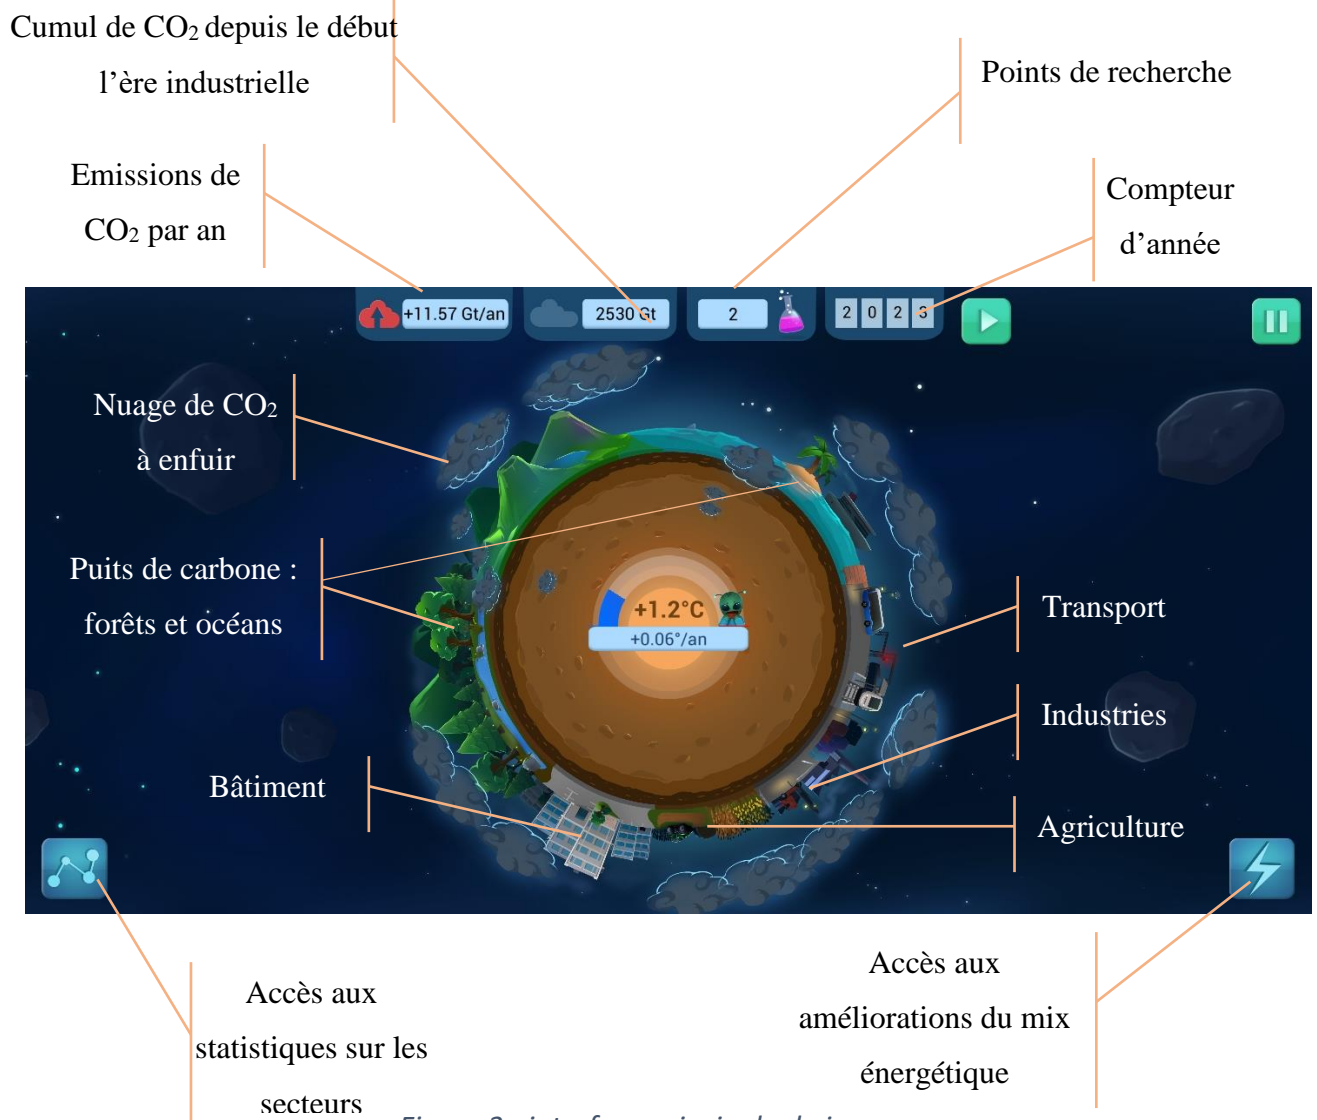 Cumul de CO2 depuis le début
l’ère industrielle
Points de recherche
Emissions de
CO2 par an
Compteur
d’année
+11.57 Gt/an
2530 Gt
2
2 0 2 3
Nuage de CO2
à enfuir
Puits de carbone :
forêts et océans
+1.2°C
+0.06°/an
Transport
Industries
Bâtiment
Agriculture
Accès aux
améliorations du mix
énergétique
Accès aux
statistiques sur les
secteurs